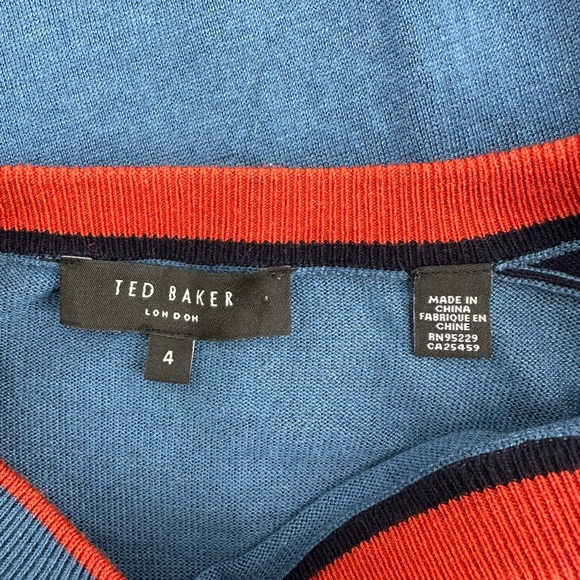 TED BAKER
LONDON
4
MADE IN
CHINA
FABRIQUE EN
CHINE
RN95229
CA25459